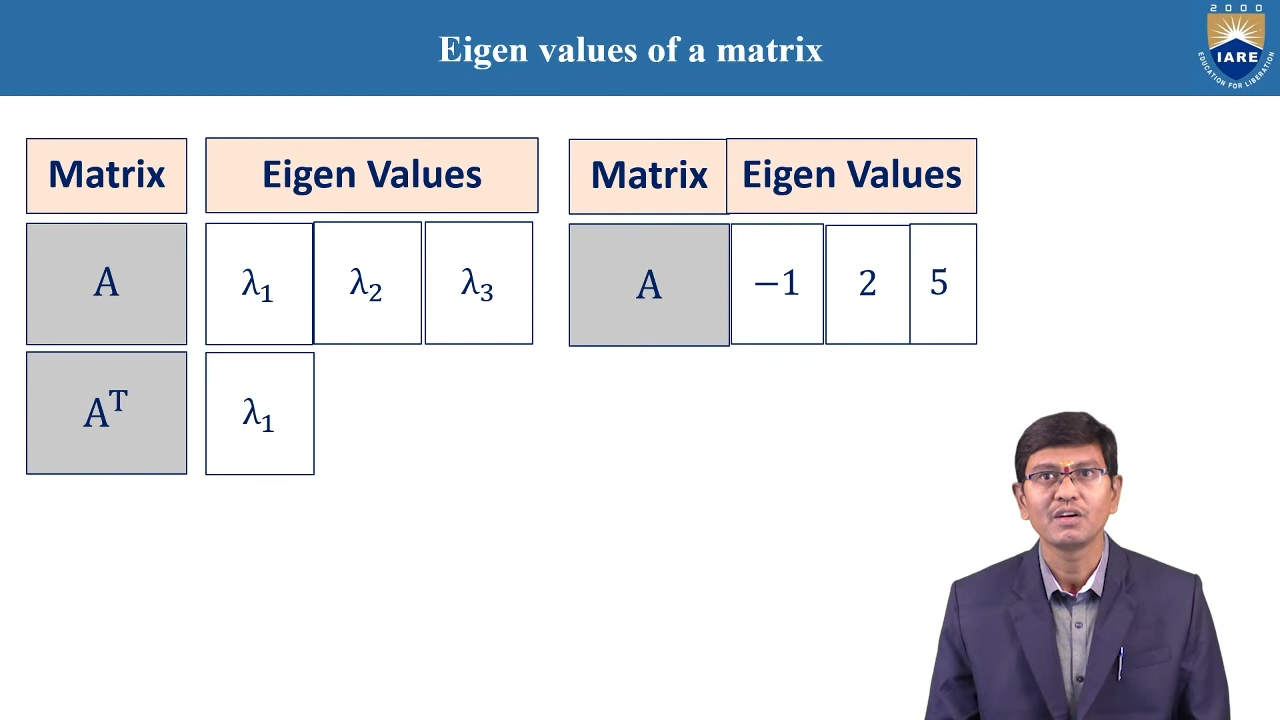 Eigen values of a matrix
2000
IARE
EDUCATION FOR LIBERATION
Matrix Eigen Values Matrix Eigen Values
A λ₁ λ₂ λ₃ A −1 2 5
Aᵀ λ₁